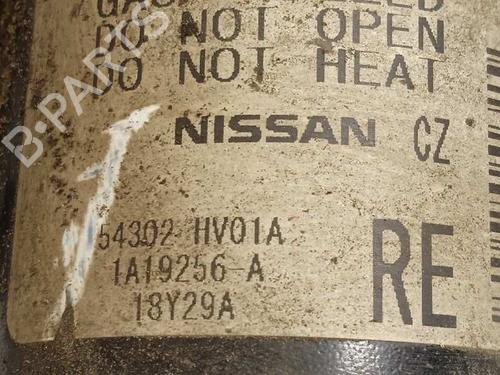 DO NOT OPEN
DO NOT HEAT
NISSAN CZ
54302 HV01A
1A19256-A
18Y29A
RE
B-PARTS